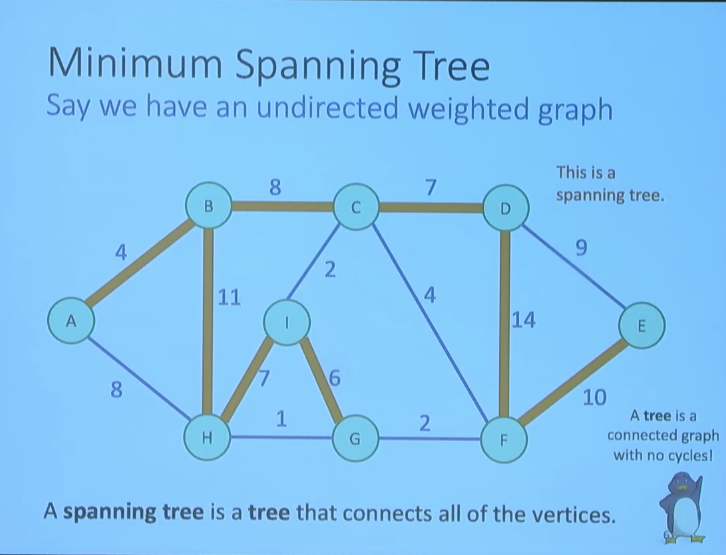 Minimum Spanning Tree
Say we have an undirected weighted graph
This is a
spanning tree.
8
7
B
C
D
4
9
2
11
4
14
A
I
E
8
7
6
1
2
10
H
G
F
A tree is a
connected graph
with no cycles!
A spanning tree is a tree that connects all of the vertices.